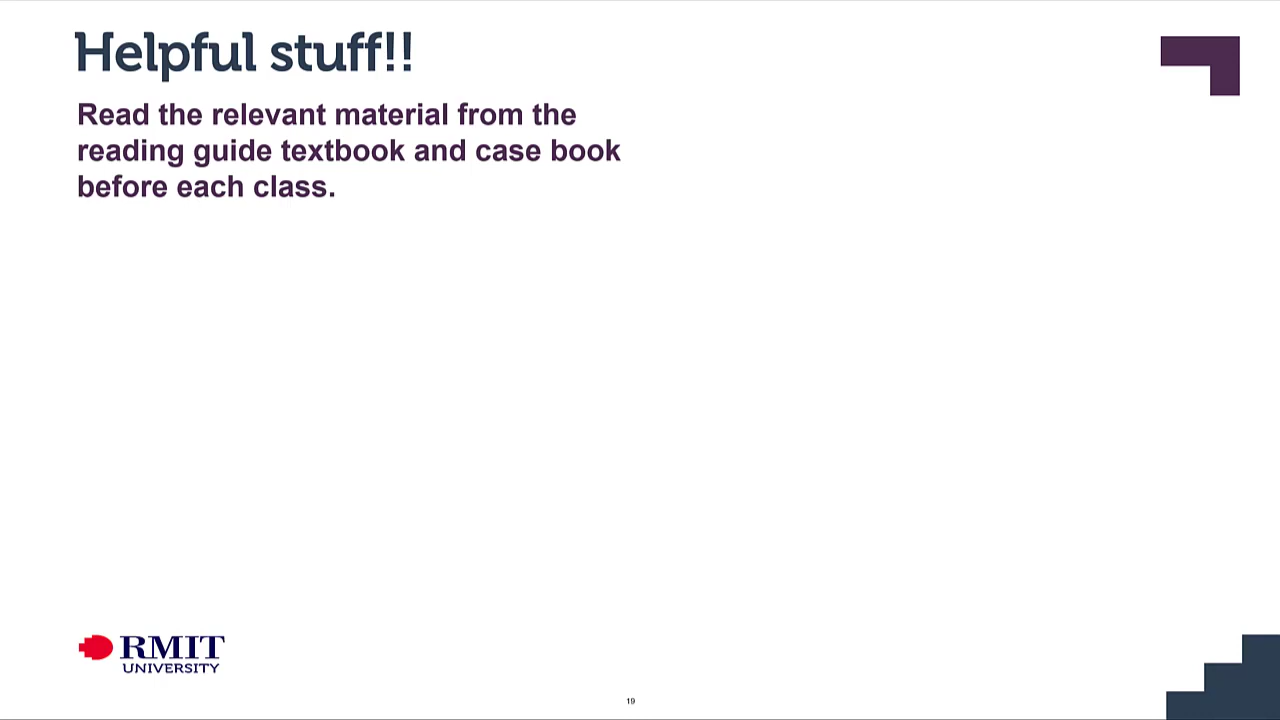 Helpful stuff!!
Read the relevant material from the
reading guide textbook and case book
before each class.
RMIT
UNIVERSITY
19